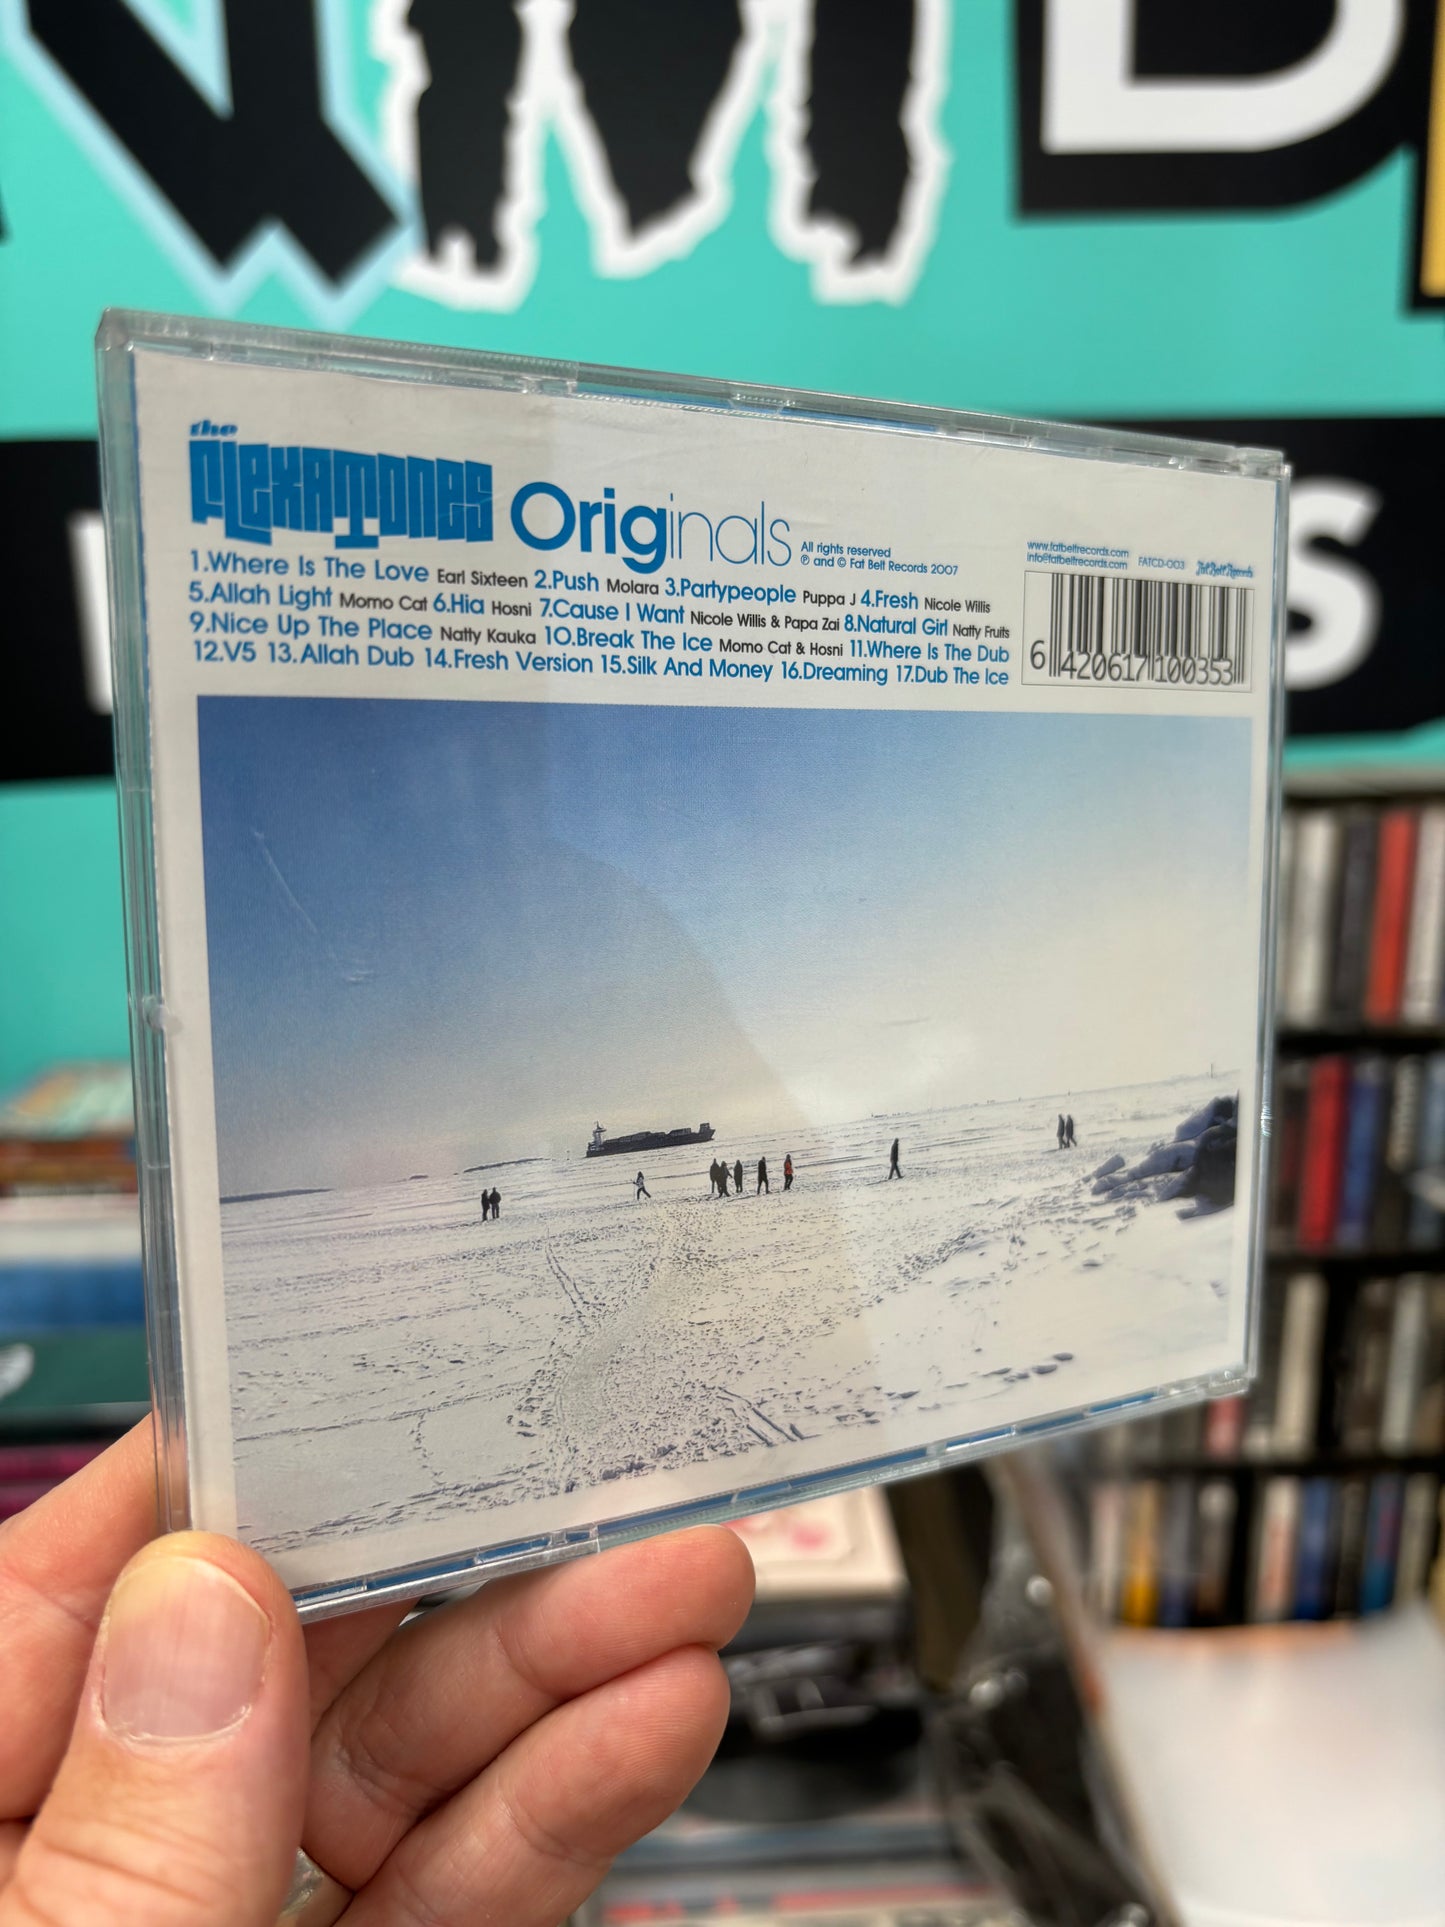 the
ALEXATONES Originals
All rights reserved
℗ and © Fat Belt Records 2007
www.fatbeltrecords.com
info@fatbeltrecords.com FATCD-003 Fat Belt Records
1.Where Is The Love Earl Sixteen 2.Push Molara 3.Partypeople Puppa J 4.Fresh Nicole Willis
5.Allah Light Momo Cat 6.Hia Hosni 7.Cause I Want Nicole Willis & Papa Zai 8.Natural Girl Natty Fruits
9.Nice Up The Place Natty Kauka 10.Break The Ice Momo Cat & Hosni 11.Where Is The Dub
12.V5 13.Allah Dub 14.Fresh Version 15.Silk And Money 16.Dreaming 17.Dub The Ice
6 420617 100353